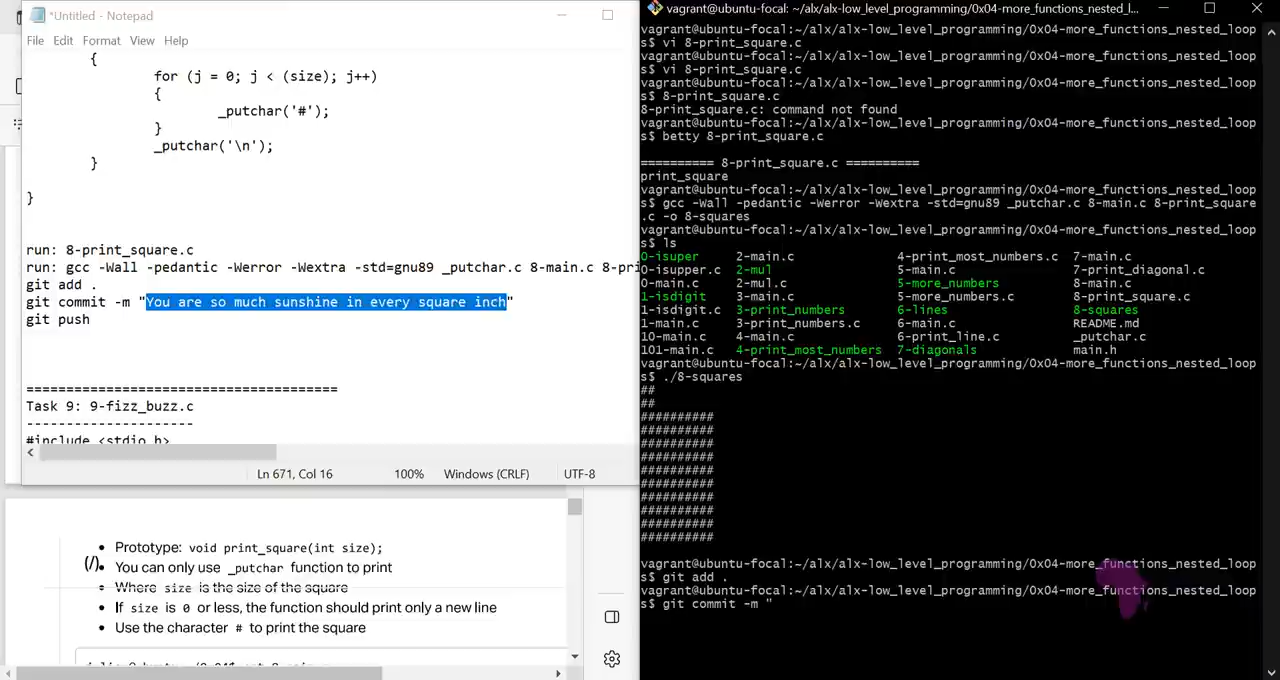 *Untitled - Notepad
File Edit Format View Help
{
for (j = 0; j < (size); j++)
{
_putchar('#');
}
_putchar('\n');
}
}
run: 8-print_square.c
run: gcc -Wall -pedantic -Werror -Wextra -std=gnu89 _putchar.c 8-main.c 8-pri
git add .
git commit -m "You are so much sunshine in every square inch"
git push
=====================================
Task 9: 9-fizz_buzz.c
---------------------
#include <stdio.h>
Ln 671, Col 16 100% Windows (CRLF) UTF-8
(/)
• Prototype: void print_square(int size);
• You can only use _putchar function to print
• Where size is the size of the square
• If size is 0 or less, the function should print only a new line
• Use the character # to print the square
vagrant@ubuntu-focal: ~/alx/alx-low_level_programming/0x04-more_functions_nested_l...
vagrant@ubuntu-focal:~/alx/alx-low_level_programming/0x04-more_functions_nested_loop
s$ vi 8-print_square.c
vagrant@ubuntu-focal:~/alx/alx-low_level_programming/0x04-more_functions_nested_loop
s$ vi 8-print_square.c
vagrant@ubuntu-focal:~/alx/alx-low_level_programming/0x04-more_functions_nested_loop
s$ 8-print_square.c
8-print_square.c: command not found
vagrant@ubuntu-focal:~/alx/alx-low_level_programming/0x04-more_functions_nested_loop
s$ betty 8-print_square.c
========== 8-print_square.c ==========
print_square
vagrant@ubuntu-focal:~/alx/alx-low_level_programming/0x04-more_functions_nested_loop
s$ gcc -Wall -pedantic -Werror -Wextra -std=gnu89 _putchar.c 8-main.c 8-print_square
.c -o 8-squares
vagrant@ubuntu-focal:~/alx/alx-low_level_programming/0x04-more_functions_nested_loop
s$ ls
0-isuper 2-main.c 4-print_most_numbers.c 7-main.c
0-isupper.c 2-mul 5-main.c 7-print_diagonal.c
0-main.c 2-mul.c 5-more_numbers 8-main.c
1-isdigit 3-main.c 5-more_numbers.c 8-print_square.c
1-isdigit.c 3-print_numbers 6-lines 8-squares
1-main.c 3-print_numbers.c 6-main.c README.md
10-main.c 4-main.c 6-print_line.c _putchar.c
101-main.c 4-print_most_numbers 7-diagonals main.h
vagrant@ubuntu-focal:~/alx/alx-low_level_programming/0x04-more_functions_nested_loop
s$ ./8-squares
##
##
##########
##########
##########
##########
##########
##########
##########
##########
##########
##########
vagrant@ubuntu-focal:~/alx/alx-low_level_programming/0x04-more_functions_nested_loop
s$ git add .
vagrant@ubuntu-focal:~/alx/alx-low_level_programming/0x04-more_functions_nested_loop
s$ git commit -m "